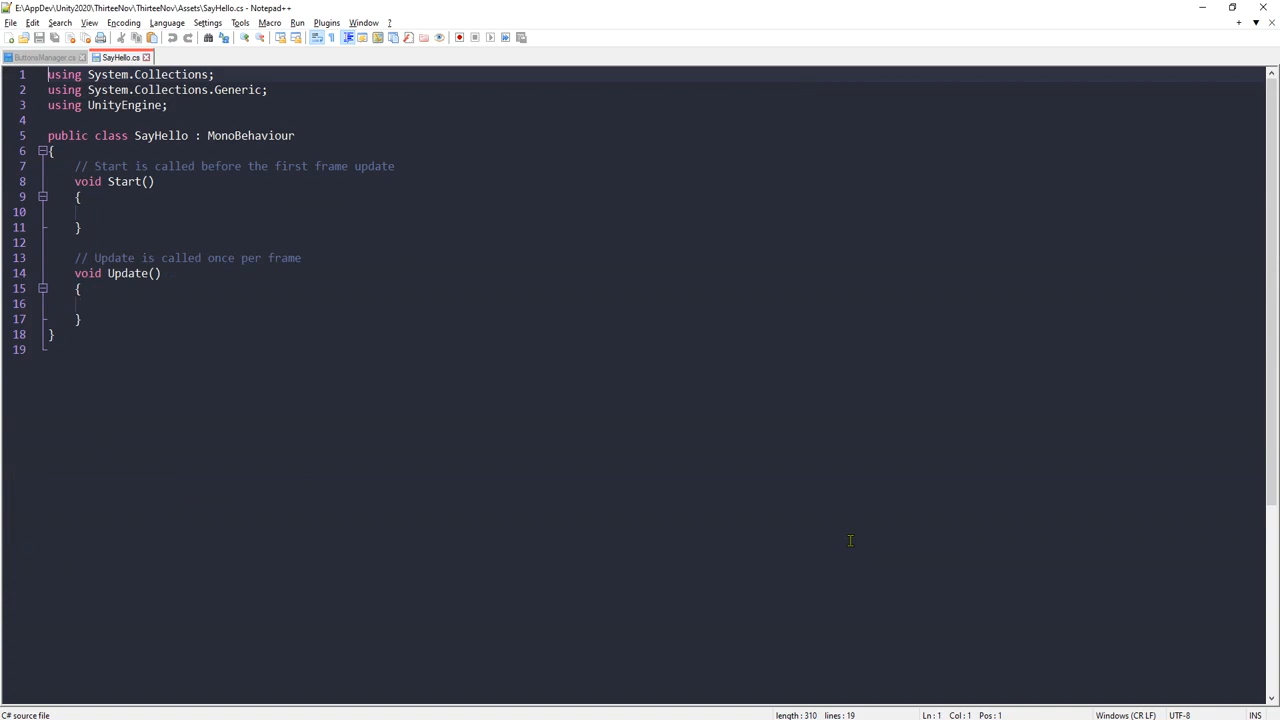 E:\AppDev\Unity2020\ThirteeNov\ThirteeNov\Assets\SayHello.cs - Notepad++
File Edit Search View Encoding Language Settings Tools Macro Run Plugins Window ?
ButtonsManager.cs SayHello.cs
1 using System.Collections;
2 using System.Collections.Generic;
3 using UnityEngine;
4
5 public class SayHello : MonoBehaviour
6 {
7 // Start is called before the first frame update
8 void Start()
9 {
10
11 }
12
13 // Update is called once per frame
14 void Update()
15 {
16
17 }
18 }
19
C# source file length : 310 lines : 19 Ln : 1 Col : 1 Pos : 1 Windows (CR LF) UTF-8 INS